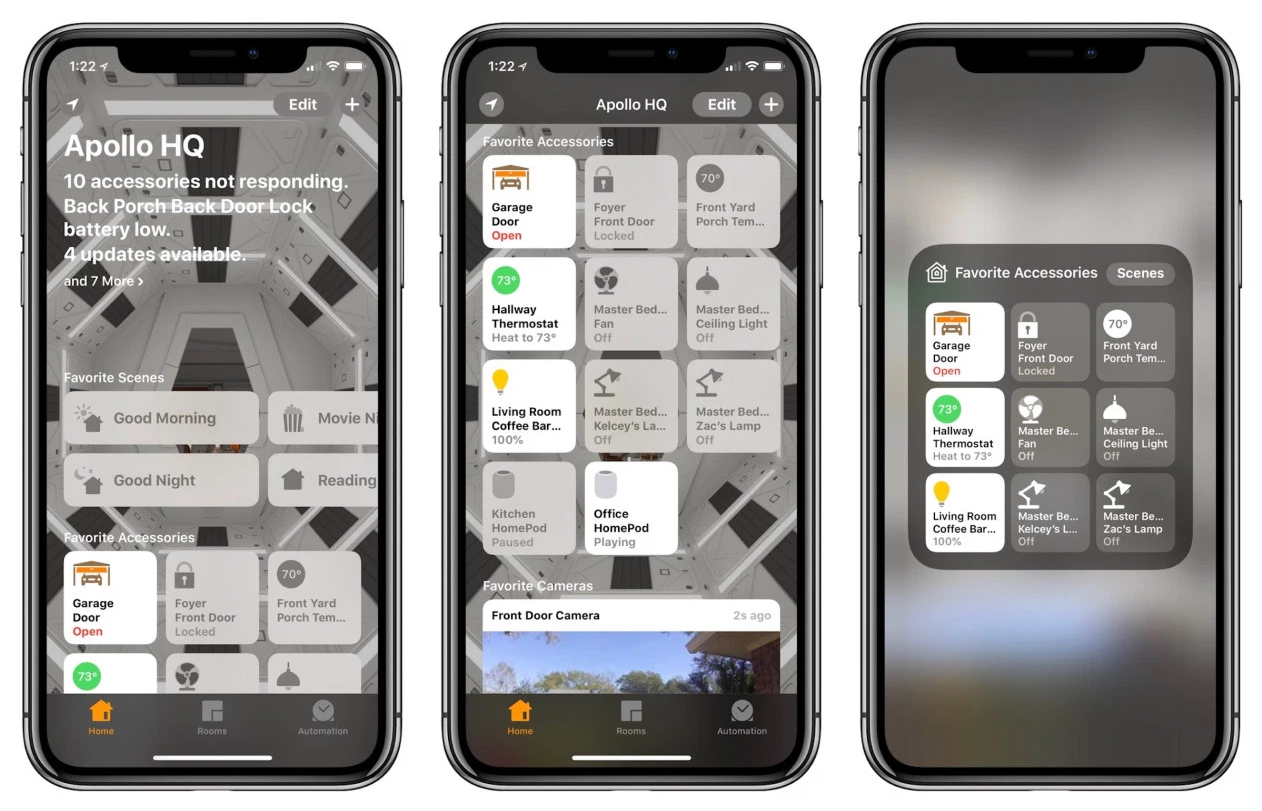 1:22
Edit
+
Apollo HQ
10 accessories not responding.
Back Porch Back Door Lock
battery low.
4 updates available.
and 7 More >
Favorite Scenes
Good Morning
Movie Ni
Good Night
Reading
Favorite Accessories
Garage
Door
Open
Foyer
Front Door
Locked
70°
Front Yard
Porch Tem...
73°
Home
Rooms
Automation
1:22
Apollo HQ
Edit
+
Favorite Accessories
Garage
Door
Open
Foyer
Front Door
Locked
70°
Front Yard
Porch Tem...
73°
Hallway
Thermostat
Heat to 73°
Master Bed...
Fan
Off
Master Bed...
Ceiling Light
Off
Living Room
Coffee Bar...
100%
Master Bed...
Kelcey's La...
Off
Master Bed...
Zac's Lamp
Off
Kitchen
HomePod
Paused
Office
HomePod
Playing
Favorite Cameras
Front Door Camera
2s ago
Home
Rooms
Automation
Favorite Accessories
Scenes
Garage
Door
Open
Foyer
Front Door
Locked
70°
Front Yard
Porch Tem...
73°
Hallway
Thermostat
Heat to 73°
Master Be...
Fan
Off
Master Be...
Ceiling Light
Off
Living Room
Coffee Bar...
100%
Master Be...
Kelcey's L...
Off
Master Be...
Zac's Lamp
Off